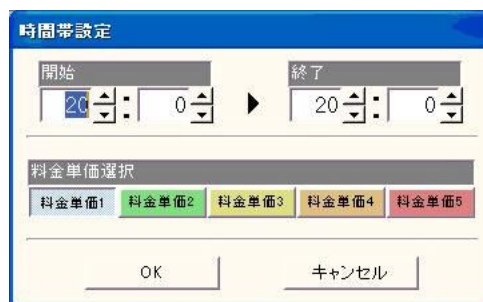 時間帯設定
開始 終了
20 : 0 ▶ 20 : 0
料金単価選択
料金単価1 料金単価2 料金単価3 料金単価4 料金単価5
OK キャンセル